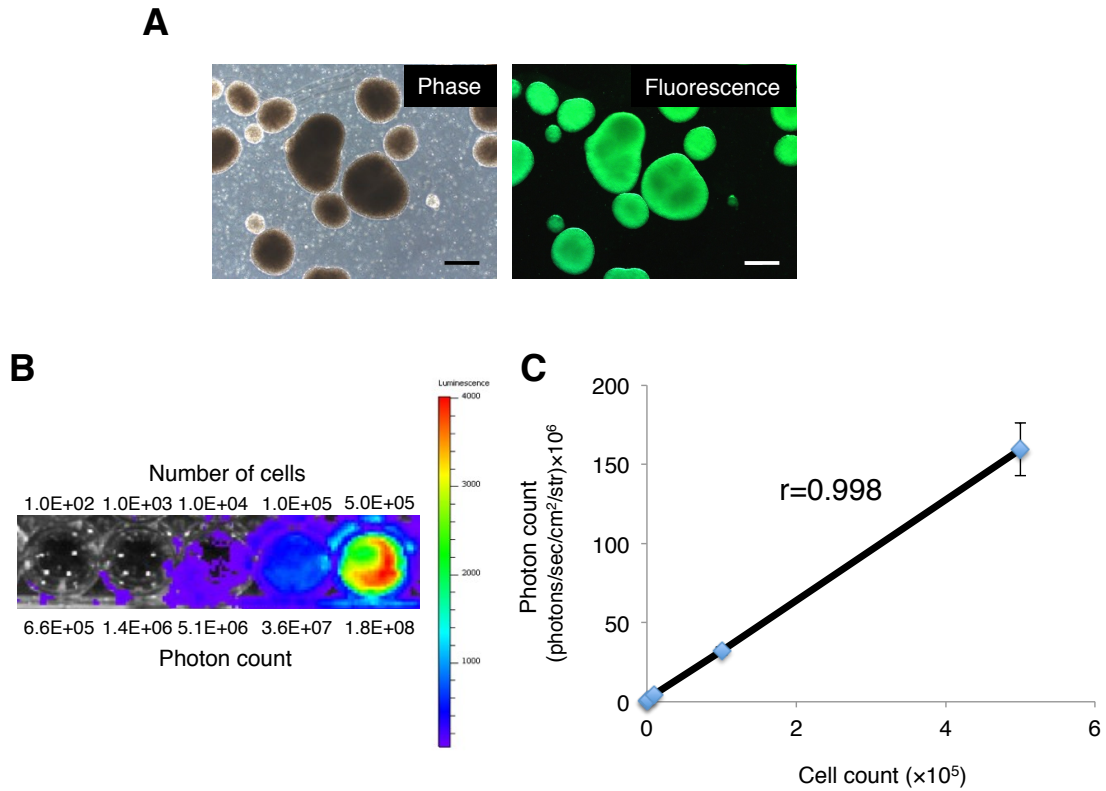 A
Phase
Fluorescence
B
Luminescence
4000
3000
2000
1000
Number of cells
1.0E+02 1.0E+03 1.0E+04 1.0E+05 5.0E+05
6.6E+05 1.4E+06 5.1E+06 3.6E+07 1.8E+08
Photon count
C
Photon count
(photons/sec/cm²/str)×10⁶
200
150
100
50
0
r=0.998
0 2 4 6
Cell count (×10⁵)